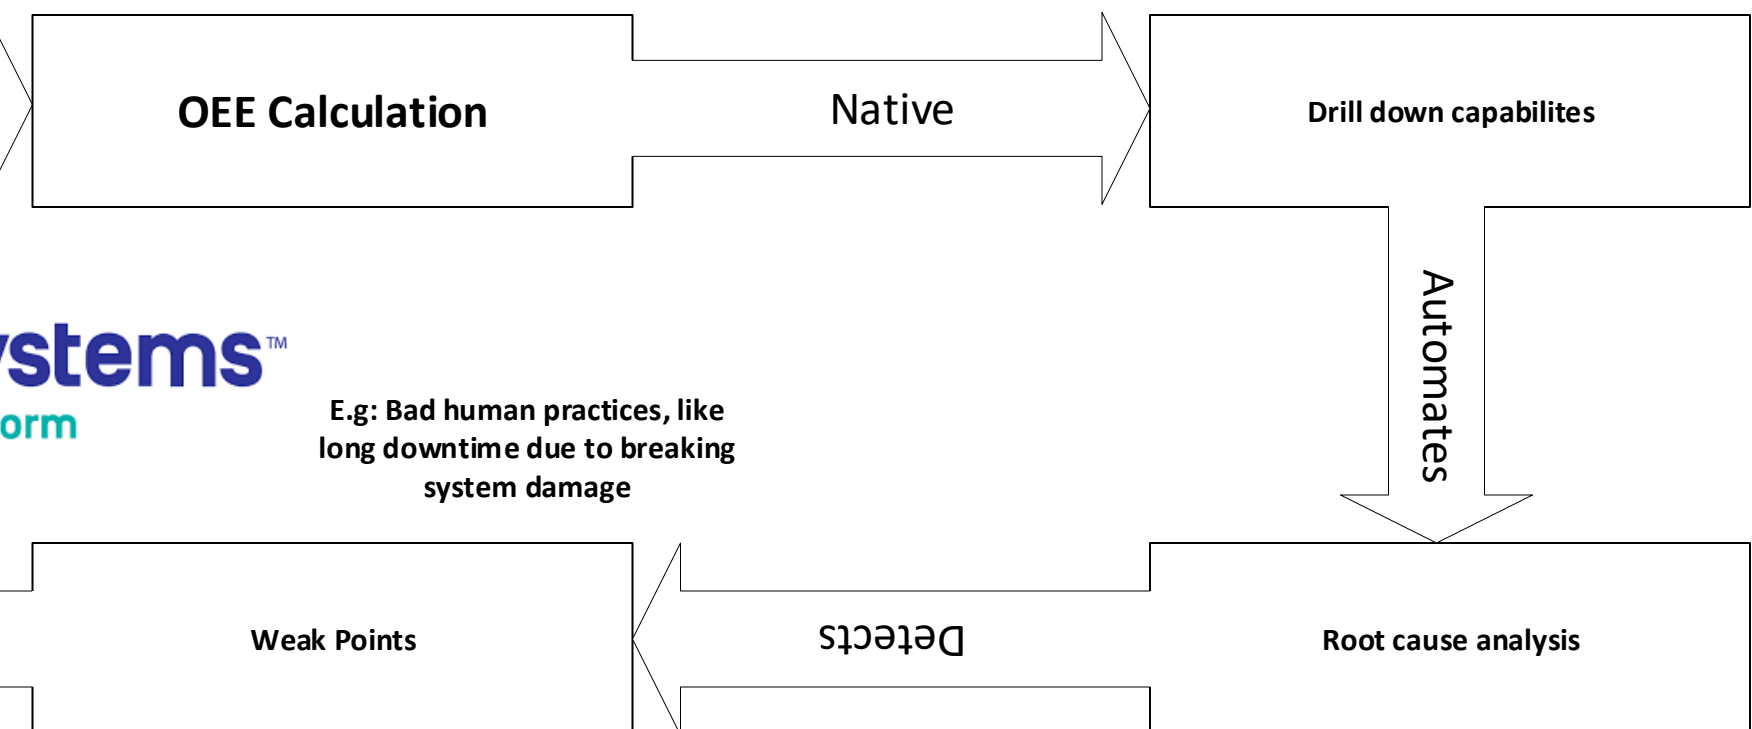 OEE Calculation
Native
Drill down capabilites
Automates
ystems™
orm
E.g: Bad human practices, like
long downtime due to breaking
system damage
Weak Points
Detects
Root cause analysis